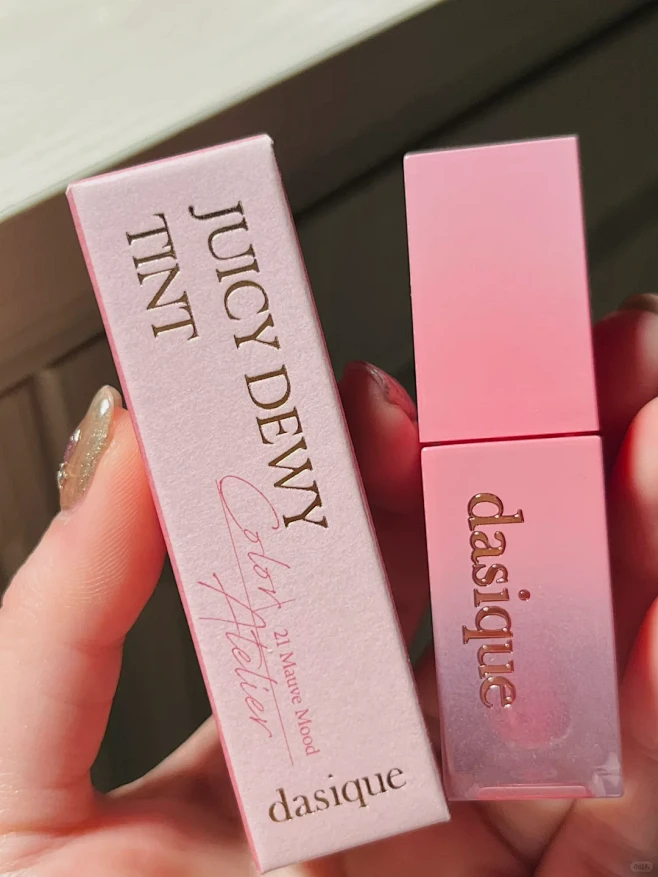 JUICY DEWY
TINT
Color
Atelier
21 Mauve Mood
dasique
dasique